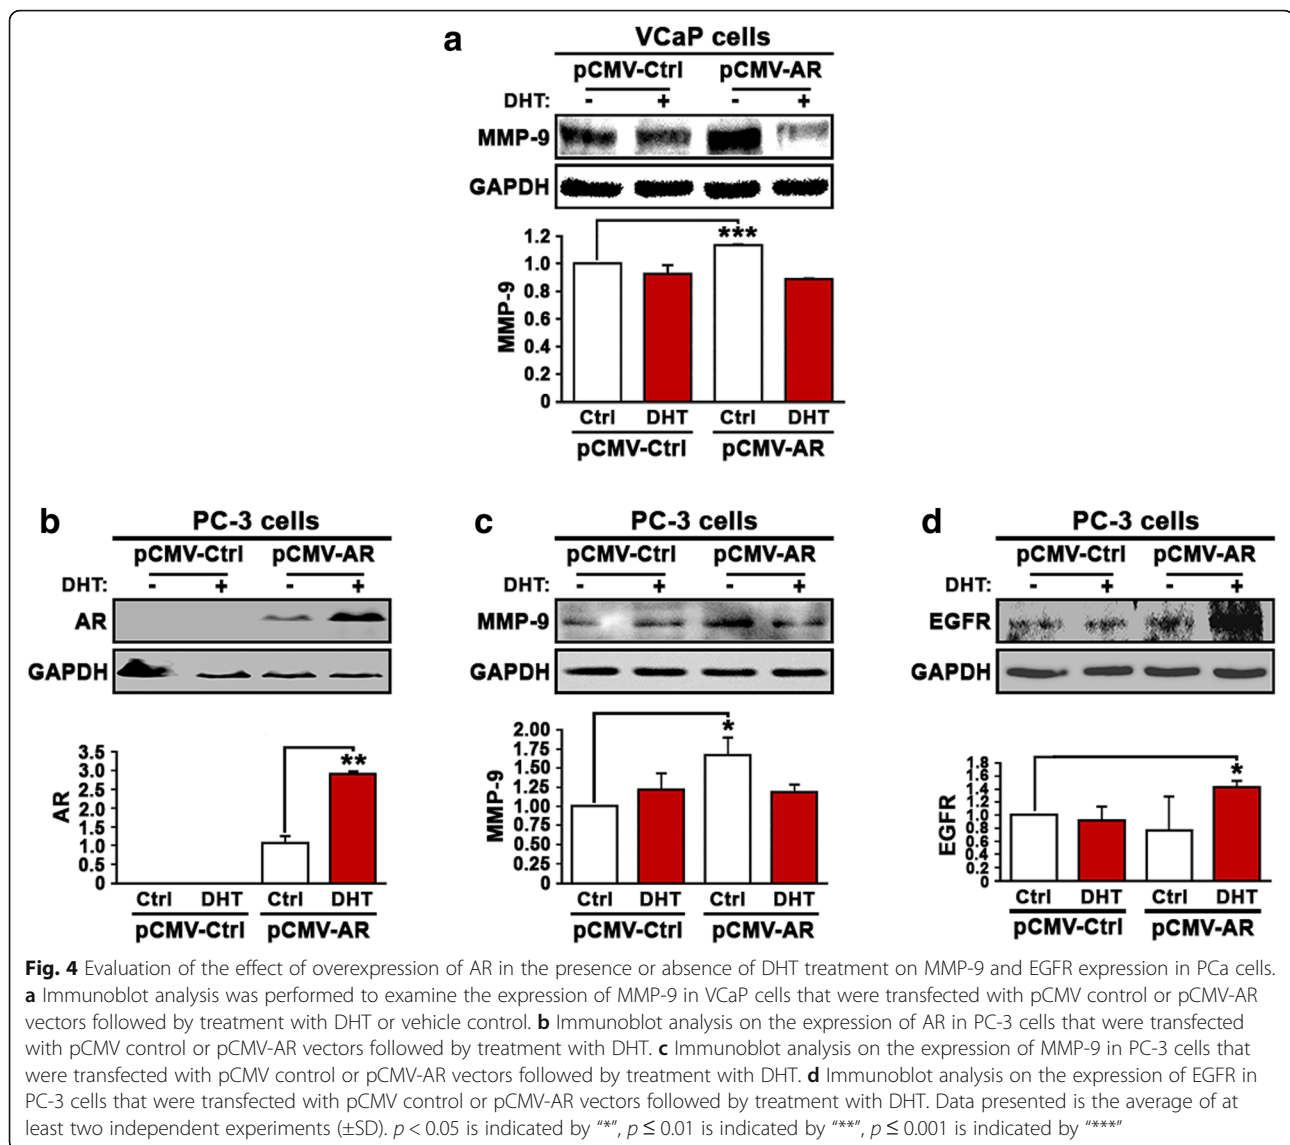 a
VCaP cells
pCMV-Ctrl pCMV-AR
DHT: - + - +
MMP-9
GAPDH
***
1.2
1.0
0.8
0.6
0.4
0.2
0
MMP-9
Ctrl DHT Ctrl DHT
pCMV-Ctrl pCMV-AR
b
PC-3 cells
pCMV-Ctrl pCMV-AR
DHT: - + - +
AR
GAPDH
**
3.5
3.0
2.5
2.0
1.5
1.0
0.5
0
AR
Ctrl DHT Ctrl DHT
pCMV-Ctrl pCMV-AR
c
PC-3 cells
pCMV-Ctrl pCMV-AR
DHT: - + - +
MMP-9
GAPDH
*
2.00
1.75
1.50
1.25
1.00
0.75
0.50
0.25
0
MMP-9
Ctrl DHT Ctrl DHT
pCMV-Ctrl pCMV-AR
d
PC-3 cells
pCMV-Ctrl pCMV-AR
DHT: - + - +
EGFR
GAPDH
*
1.8
1.6
1.4
1.2
1.0
0.8
0.6
0.4
0.2
0
EGFR
Ctrl DHT Ctrl DHT
pCMV-Ctrl pCMV-AR
Fig. 4 Evaluation of the effect of overexpression of AR in the presence or absence of DHT treatment on MMP-9 and EGFR expression in PCa cells.
a Immunoblot analysis was performed to examine the expression of MMP-9 in VCaP cells that were transfected with pCMV control or pCMV-AR
vectors followed by treatment with DHT or vehicle control. b Immunoblot analysis on the expression of AR in PC-3 cells that were transfected
with pCMV control or pCMV-AR vectors followed by treatment with DHT. c Immunoblot analysis on the expression of MMP-9 in PC-3 cells that
were transfected with pCMV control or pCMV-AR vectors followed by treatment with DHT. d Immunoblot analysis on the expression of EGFR in
PC-3 cells that were transfected with pCMV control or pCMV-AR vectors followed by treatment with DHT. Data presented is the average of at
least two independent experiments (±SD). p < 0.05 is indicated by "*", p ≤ 0.01 is indicated by "**", p ≤ 0.001 is indicated by "***"